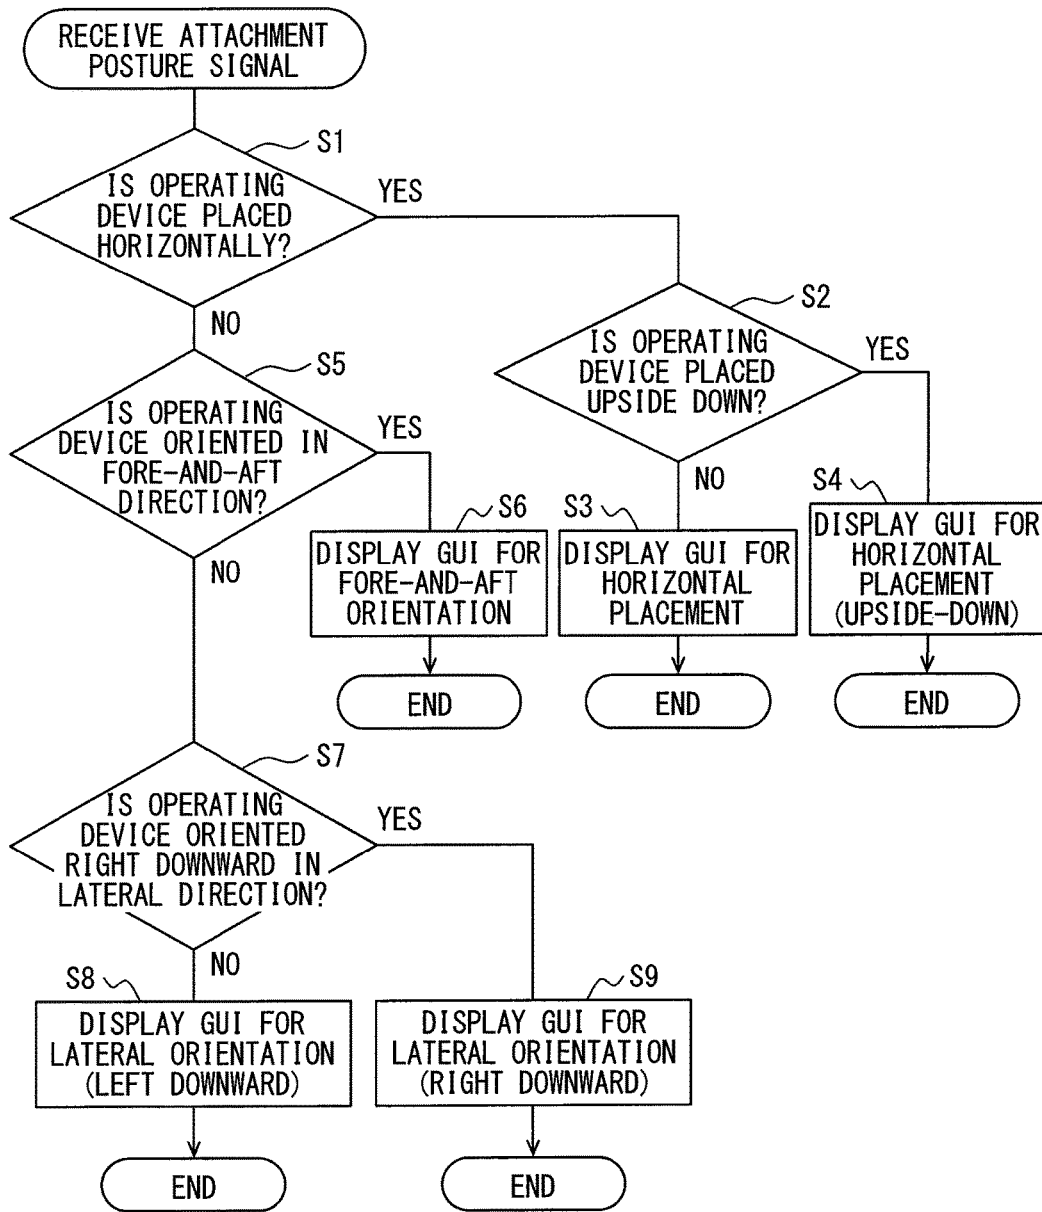 RECEIVE ATTACHMENT
POSTURE SIGNAL
S1
IS OPERATING
DEVICE PLACED
HORIZONTALLY?
YES
NO
S2
IS OPERATING
DEVICE PLACED
UPSIDE DOWN?
YES
NO
S5
IS OPERATING
DEVICE ORIENTED IN
FORE-AND-AFT
DIRECTION?
YES
NO
S6
DISPLAY GUI FOR
FORE-AND-AFT
ORIENTATION
END
S3
DISPLAY GUI FOR
HORIZONTAL
PLACEMENT
END
S4
DISPLAY GUI FOR
HORIZONTAL
PLACEMENT
(UPSIDE-DOWN)
END
S7
IS OPERATING
DEVICE ORIENTED
RIGHT DOWNWARD IN
LATERAL DIRECTION?
YES
NO
S8
DISPLAY GUI FOR
LATERAL ORIENTATION
(LEFT DOWNWARD)
END
S9
DISPLAY GUI FOR
LATERAL ORIENTATION
(RIGHT DOWNWARD)
END